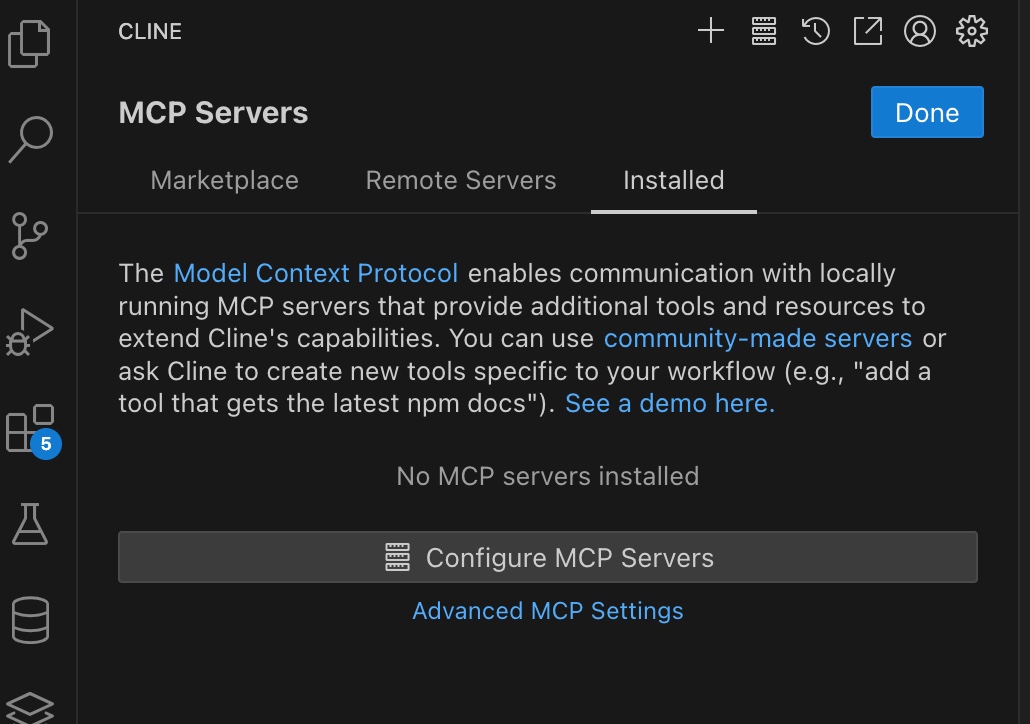 CLINE
MCP Servers
Done
Marketplace
Remote Servers
Installed
The Model Context Protocol enables communication with locally
running MCP servers that provide additional tools and resources to
extend Cline's capabilities. You can use community-made servers or
ask Cline to create new tools specific to your workflow (e.g., "add a
tool that gets the latest npm docs"). See a demo here.
5
No MCP servers installed
Configure MCP Servers
Advanced MCP Settings